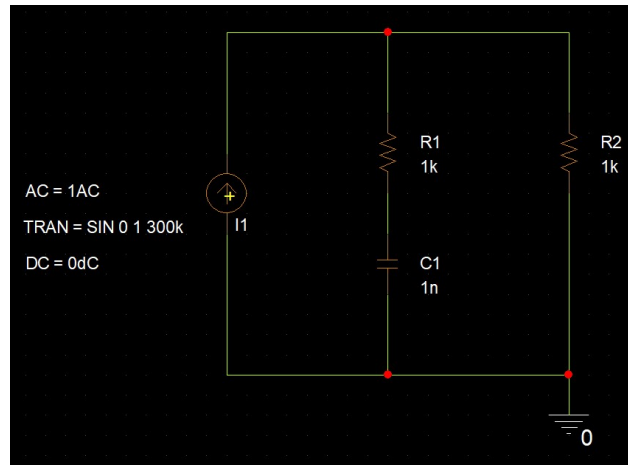 R1
1k
R2
1k
AC = 1AC
TRAN = SIN 0 1 300k
I1
DC = 0dC
C1
1n
0